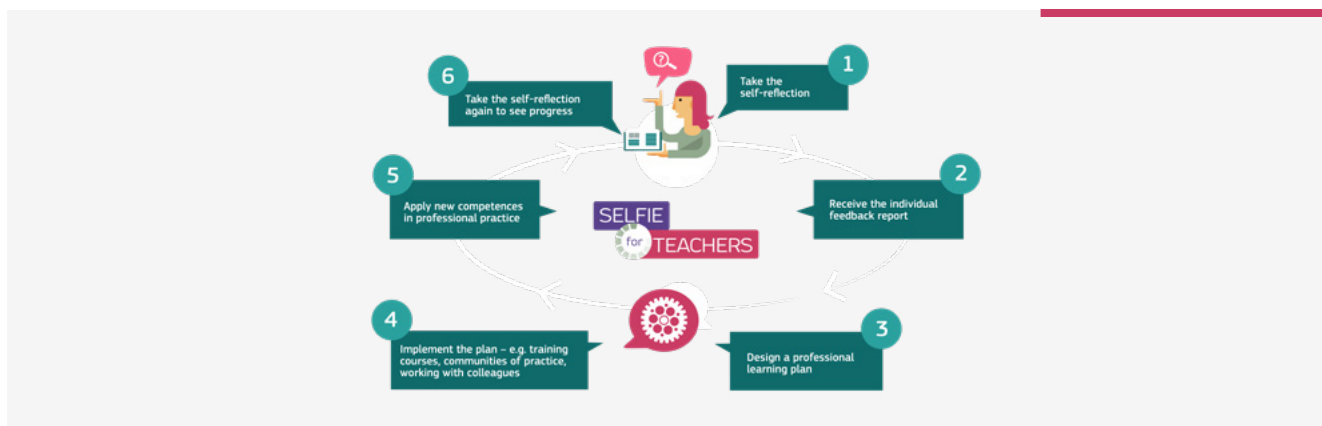 1
Take the
self-reflection
2
Receive the individual
feedback report
3
Design a professional
learning plan
4
Implement the plan – e.g. training
courses, communities of practice,
working with colleagues
5
Apply new competences
in professional practice
6
Take the self-reflection
again to see progress
?
SELFIE
for
TEACHERS